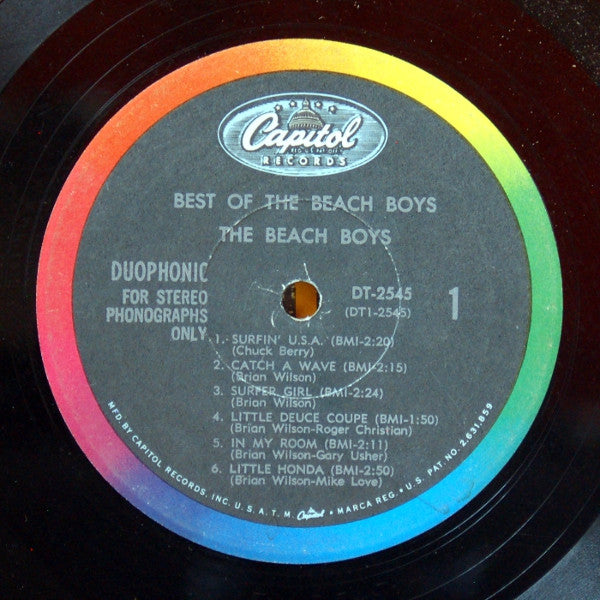 Capitol
RECORDS
BEST OF THE BEACH BOYS
THE BEACH BOYS
DUOPHONIC
FOR STEREO
PHONOGRAPHS
ONLY
DT-2545
(DT1-2545)
1
1. SURFIN' U.S.A. (BMI-2:20)
(Chuck Berry)
2. CATCH A WAVE (BMI-2:15)
(Brian Wilson)
3. SURFER GIRL (BMI-2:24)
(Brian Wilson)
4. LITTLE DEUCE COUPE (BMI-1:50)
(Brian Wilson-Roger Christian)
5. IN MY ROOM (BMI-2:11)
(Brian Wilson-Gary Usher)
6. LITTLE HONDA (BMI-2:50)
(Brian Wilson-Mike Love)
MFD. BY CAPITOL RECORDS, INC. U.S.A. T.M. Capitol • MARCA REG. • U.S. PAT. NO. 2,631,859